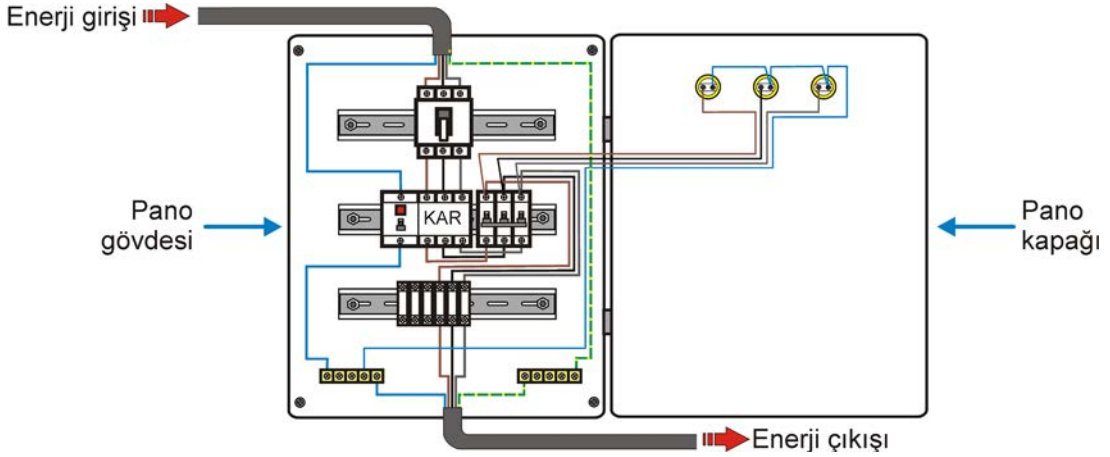 Enerji girişi
Pano
gövdesi
KAR
Pano
kapağı
Enerji çıkışı